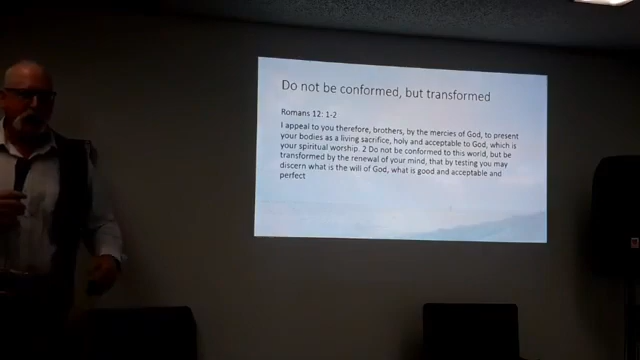 Do not be conformed, but transformed
Romans 12: 1-2
I appeal to you therefore, brothers, by the mercies of God, to present
your bodies as a living sacrifice, holy and acceptable to God, which is
your spiritual worship. 2 Do not be conformed to this world, but be
transformed by the renewal of your mind, that by testing you may
discern what is the will of God, what is good and acceptable and
perfect